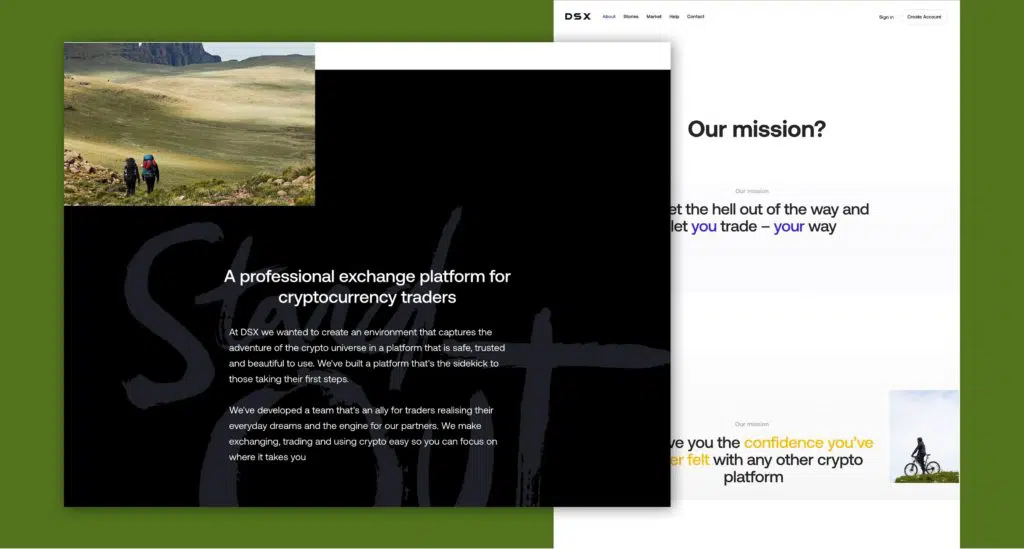 DSX
About Stories Market Help Contact
Sign in Create Account
Our mission?
Our mission
the hell out of the way and
let you trade – your way
Our mission
you the confidence you've
felt with any other crypto
platform
Stand
Out
A professional exchange platform for
cryptocurrency traders
At DSX we wanted to create an environment that captures the
adventure of the crypto universe in a platform that is safe, trusted
and beautiful to use. We've built a platform that's the sidekick to
those taking their first steps.
We've developed a team that's an ally for traders realising their
everyday dreams and the engine for our partners. We make
exchanging, trading and using crypto easy so you can focus on
where it takes you